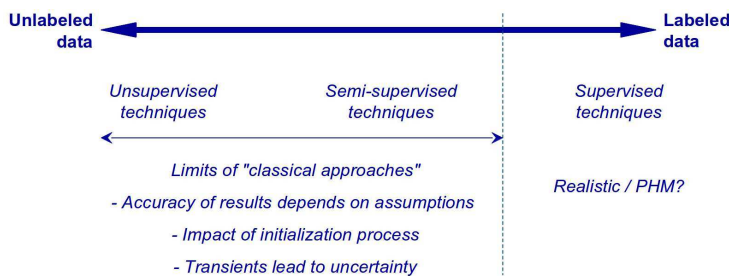 Unlabeled
data
Labeled
data
Unsupervised
techniques
Semi-supervised
techniques
Supervised
techniques
Limits of "classical approaches"
- Accuracy of results depends on assumptions
- Impact of initialization process
- Transients lead to uncertainty
Realistic / PHM?